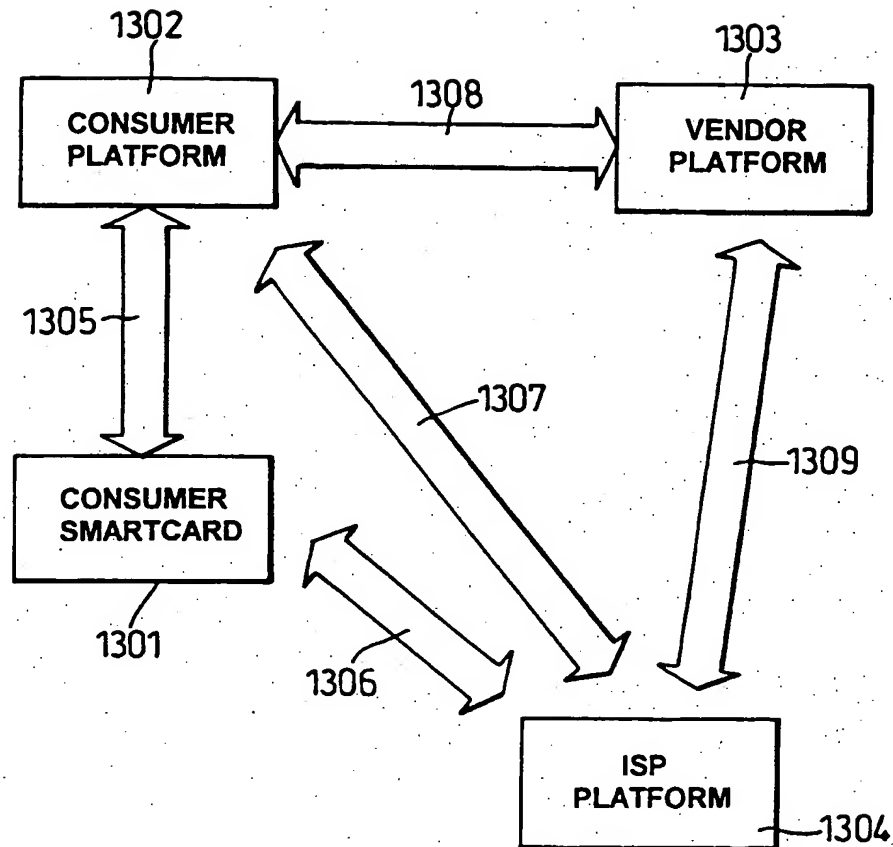 1302
1303
1308
CONSUMER
PLATFORM
VENDOR
PLATFORM
1305
1307
1309
CONSUMER
SMARTCARD
1301
1306
ISP
PLATFORM
1304